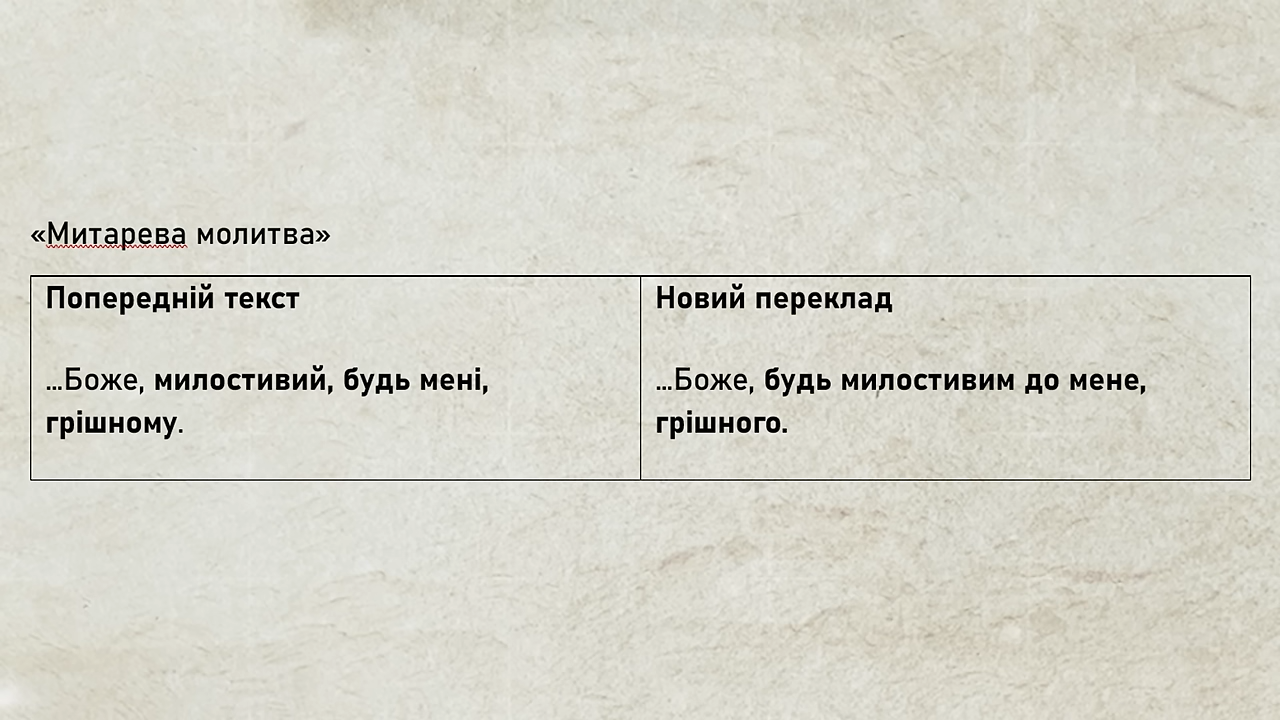 «Митарева молитва»
Попередній текст
…Боже, милостивий, будь мені,
грішному.
Новий переклад
…Боже, будь милостивим до мене,
грішного.